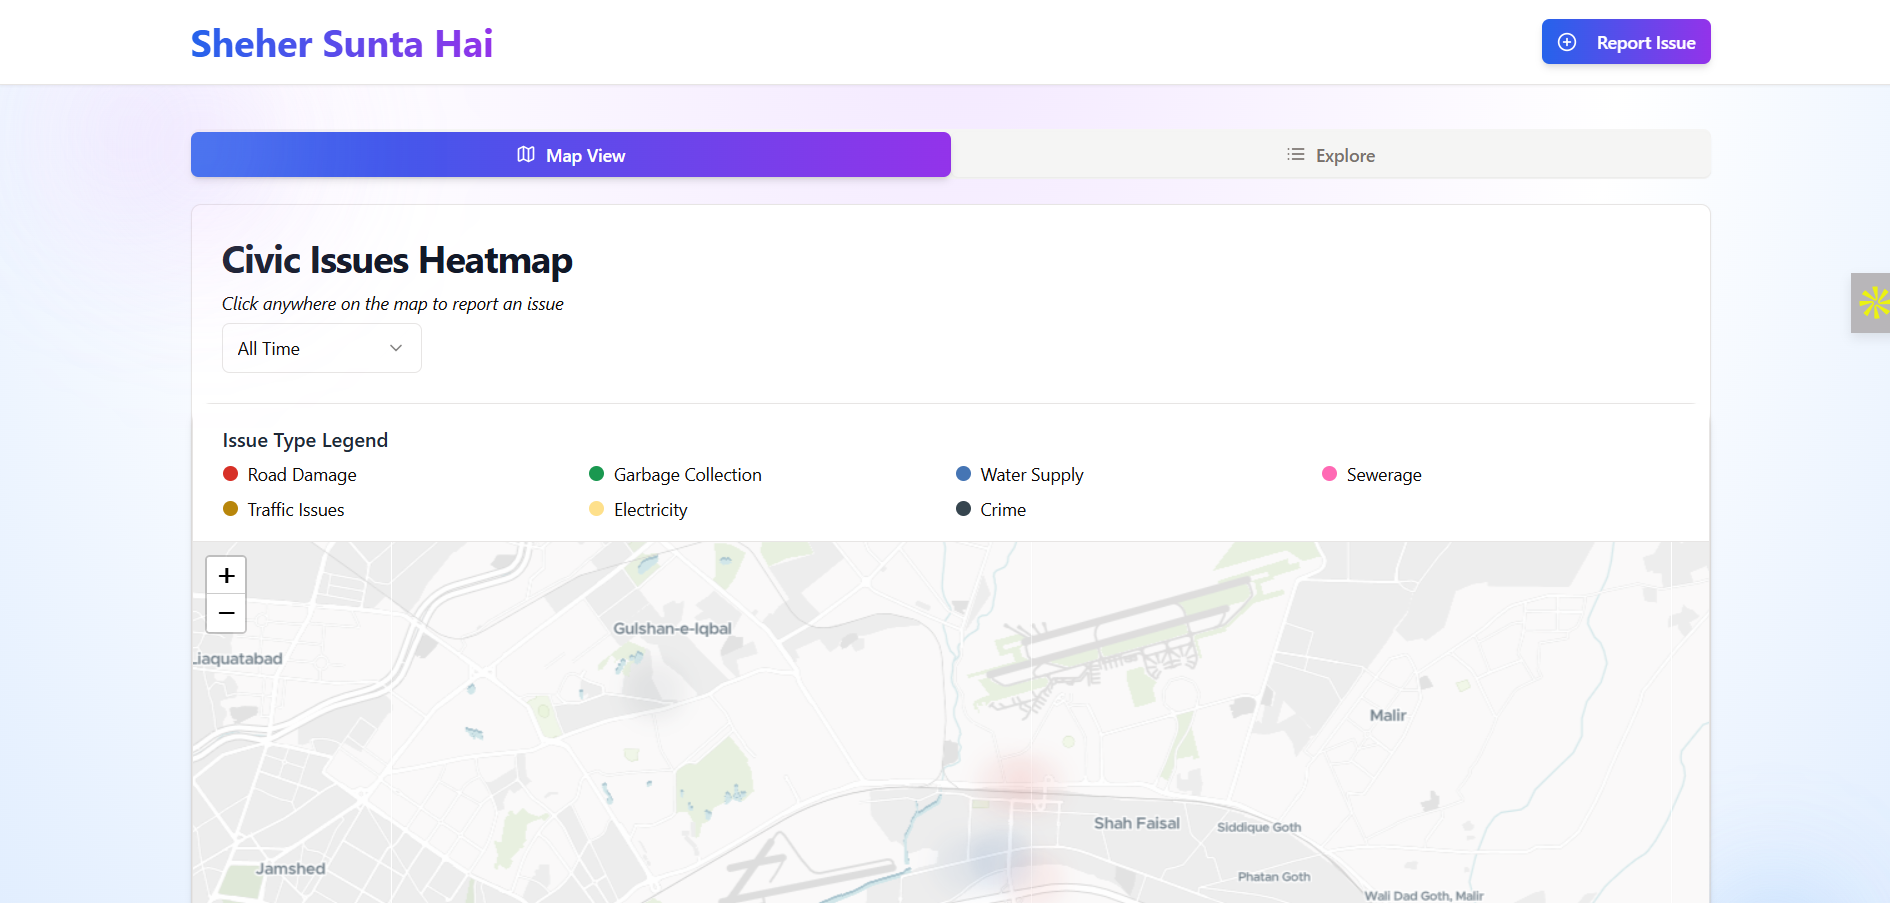 Sheher Sunta Hai
Report Issue
Map View
Explore
Civic Issues Heatmap
Click anywhere on the map to report an issue
All Time
Issue Type Legend
Road Damage
Garbage Collection
Water Supply
Sewerage
Traffic Issues
Electricity
Crime
+
−
Gulshan-e-Iqbal
Liaquatabad
Malir
Shah Faisal
Siddique Goth
Jamshed
Phatan Goth
Wali Dad Goth, Malir